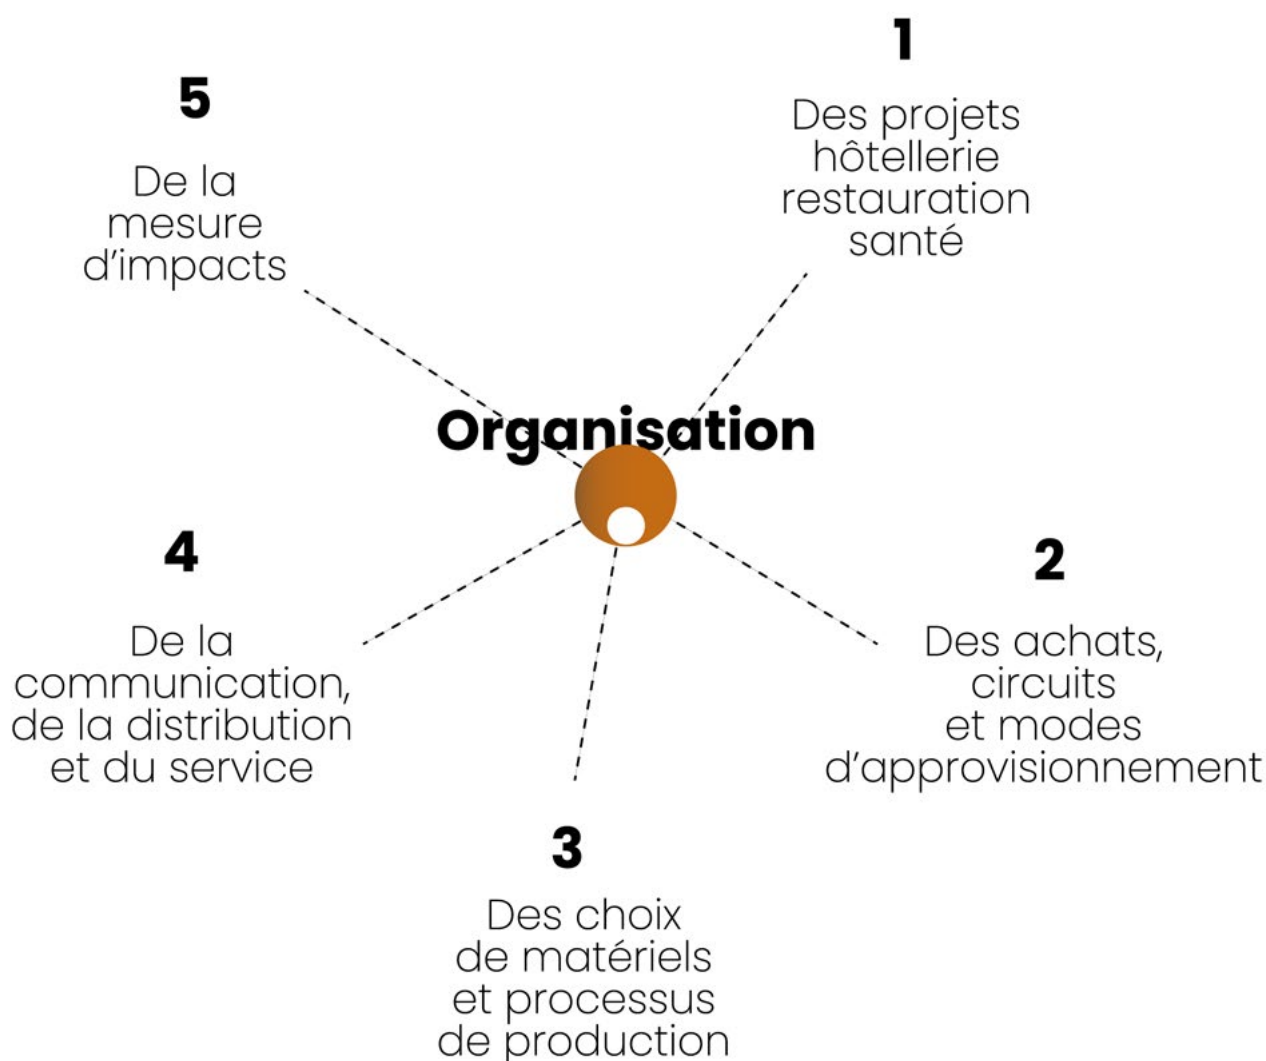 Organisation
1
Des projets
hôtellerie
restauration
santé
2
Des achats,
circuits
et modes
d'approvisionnement
3
Des choix
de matériels
et processus
de production
4
De la
communication,
de la distribution
et du service
5
De la
mesure
d'impacts